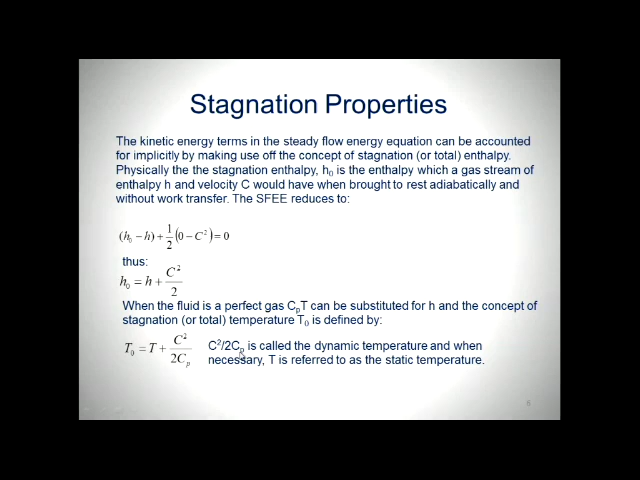 Stagnation Properties
The kinetic energy terms in the steady flow energy equation can be accounted
for implicitly by making use off the concept of stagnation (or total) enthalpy.
Physically the the stagnation enthalpy, h₀ is the enthalpy which a gas stream of
enthalpy h and velocity C would have when brought to rest adiabatically and
without work transfer. The SFEE reduces to:
(h₀ − h) + 1/2 (0 − C²) = 0
thus:
h₀ = h + C²/2
When the fluid is a perfect gas CₚT can be substituted for h and the concept of
stagnation (or total) temperature T₀ is defined by:
T₀ = T + C²/2Cₚ
C²/2Cₚ is called the dynamic temperature and when
necessary, T is referred to as the static temperature.
6